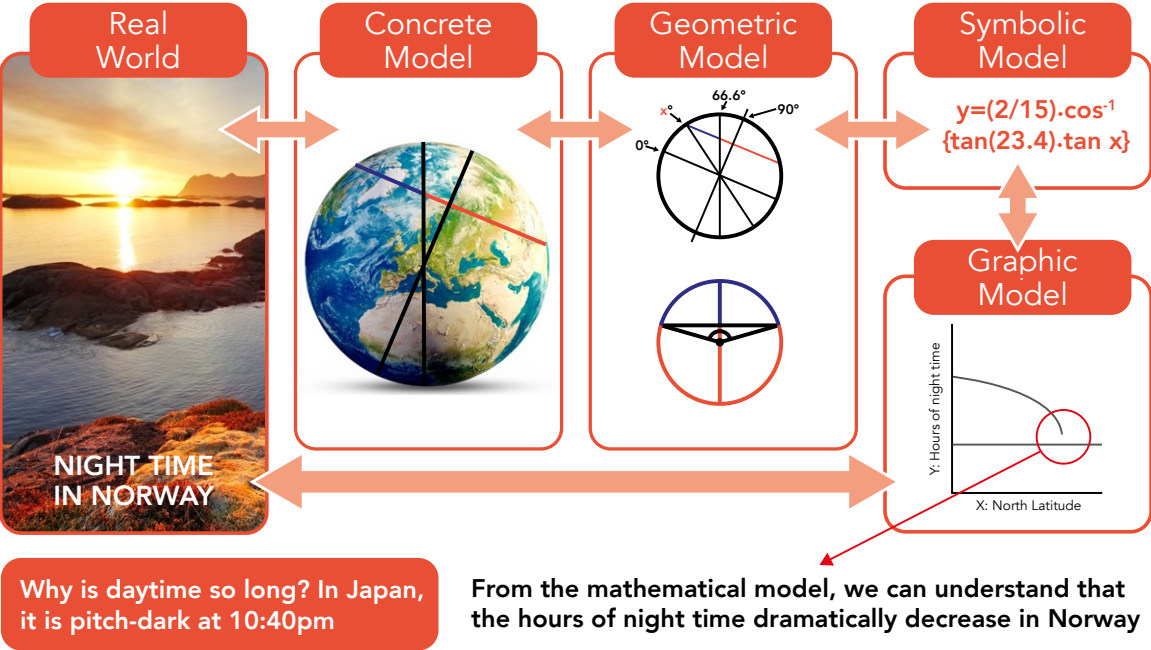 Real
World
Concrete
Model
Geometric
Model
Symbolic
Model
y=(2/15).cos⁻¹
{tan(23.4).tan x}
66.6°
x°
90°
0°
Graphic
Model
Y: Hours of night time
X: North Latitude
NIGHT TIME
IN NORWAY
Why is daytime so long? In Japan,
it is pitch-dark at 10:40pm
From the mathematical model, we can understand that
the hours of night time dramatically decrease in Norway